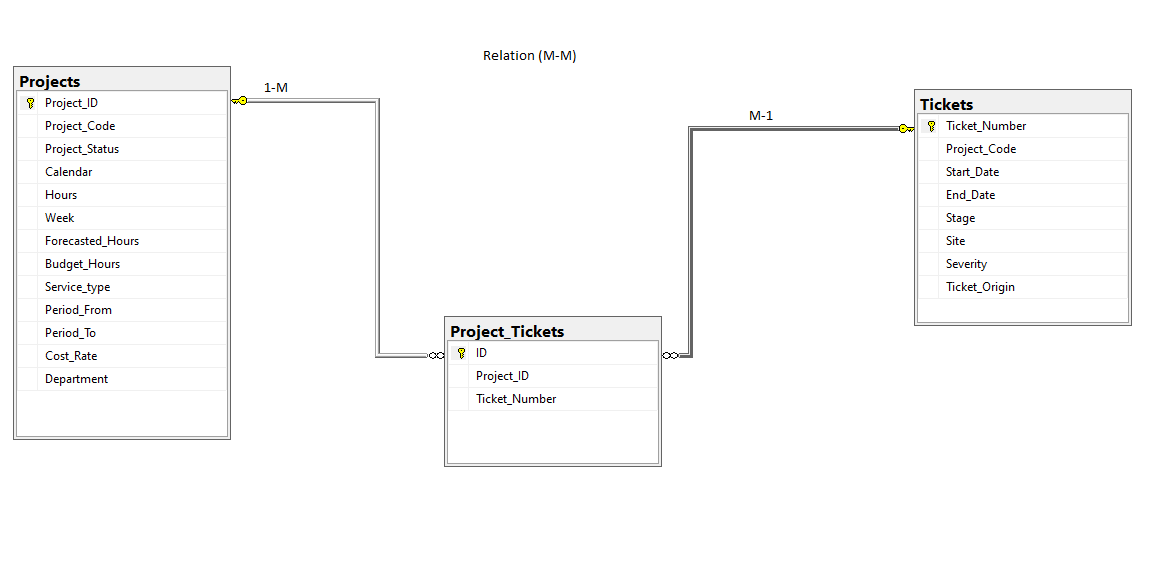 Relation (M-M)
Projects
Project_ID
Project_Code
Project_Status
Calendar
Hours
Week
Forecasted_Hours
Budget_Hours
Service_type
Period_From
Period_To
Cost_Rate
Department
1-M
M-1
Tickets
Ticket_Number
Project_Code
Start_Date
End_Date
Stage
Site
Severity
Ticket_Origin
Project_Tickets
ID
Project_ID
Ticket_Number